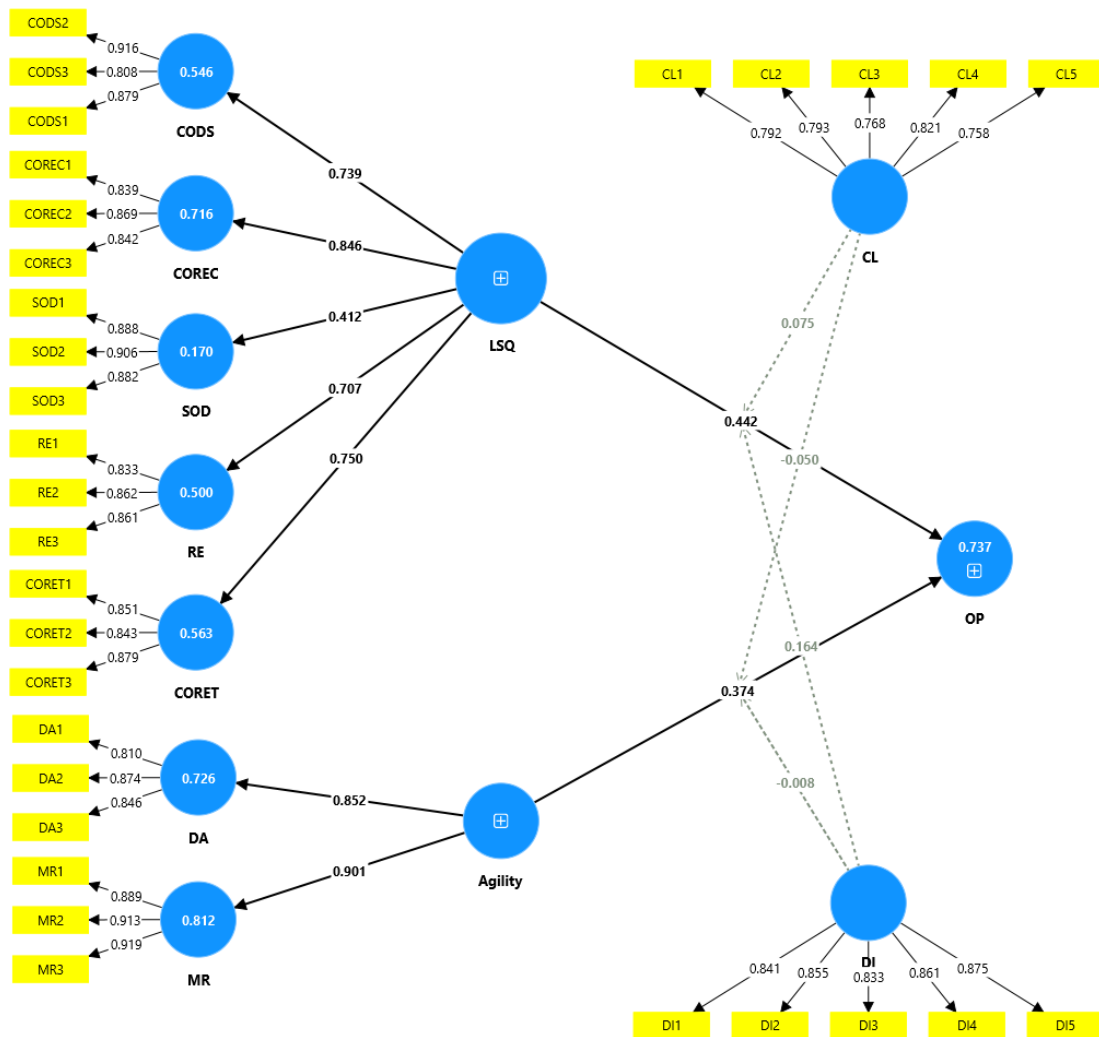 CODS2
0.916
CODS3
0.808
CODS1
0.879
0.546
CODS
COREC1
0.839
COREC2
0.869
COREC3
0.842
0.716
COREC
SOD1
0.888
SOD2
0.906
SOD3
0.882
0.170
SOD
RE1
0.833
RE2
0.862
RE3
0.861
0.500
RE
CORET1
0.851
CORET2
0.843
CORET3
0.879
0.563
CORET
DA1
0.810
DA2
0.874
DA3
0.846
0.726
DA
MR1
0.889
MR2
0.913
MR3
0.919
0.812
MR
0.739
0.846
0.412
0.707
0.750
LSQ
0.852
0.901
Agility
CL1
CL2
CL3
CL4
CL5
0.792
0.793
0.768
0.821
0.758
CL
0.075
0.442
-0.050
0.737
OP
0.164
0.374
-0.008
DI
0.841
0.855
0.833
0.861
0.875
DI1
DI2
DI3
DI4
DI5